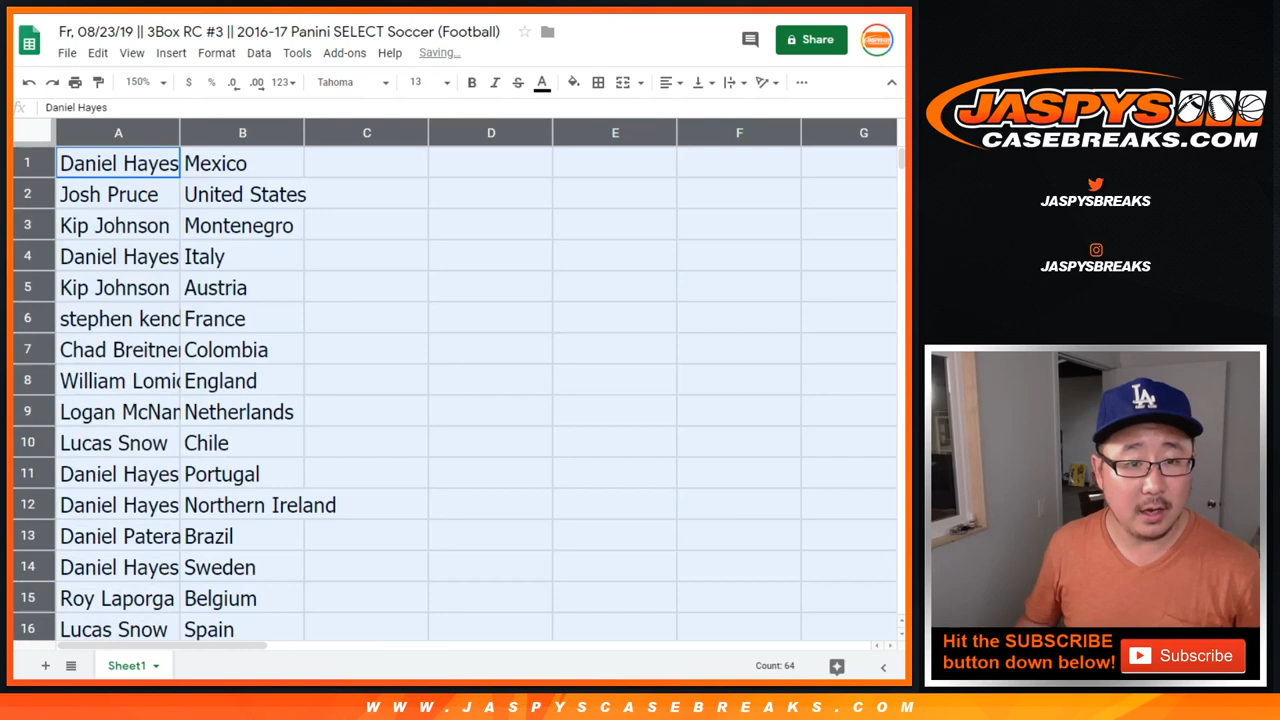 Fr, 08/23/19 || 3Box RC #3 || 2016-17 Panini SELECT Soccer (Football)
File Edit View Insert Format Data Tools Add-ons Help Saving...
Share
150% $ % .0 .00 123 Tahoma 13 B I S A
fx Daniel Hayes
A B C D E F G
1 Daniel Hayes Mexico
2 Josh Pruce United States
3 Kip Johnson Montenegro
4 Daniel Hayes Italy
5 Kip Johnson Austria
6 stephen kend France
7 Chad Breitner Colombia
8 William Lomic England
9 Logan McNam Netherlands
10 Lucas Snow Chile
11 Daniel Hayes Portugal
12 Daniel Hayes Northern Ireland
13 Daniel Patera Brazil
14 Daniel Hayes Sweden
15 Roy Laporga Belgium
16 Lucas Snow Spain
Sheet1 Count: 64
JASPYS
CASEBREAKS.COM
JASPYSBREAKS
JASPYSBREAKS
LA
Hit the SUBSCRIBE
button down below!
Subscribe
WWW.JASPYSCASEBREAKS.COM